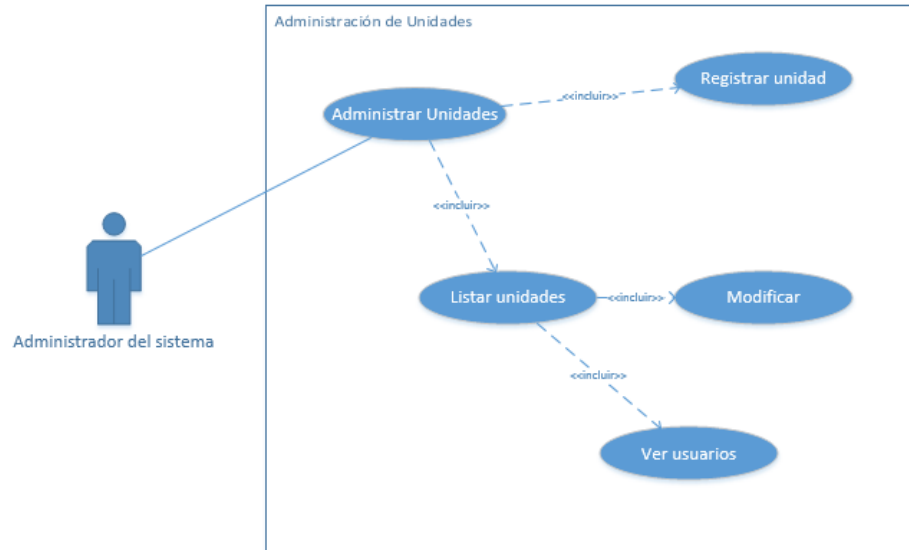 Administración de Unidades
Registrar unidad
<<incluir>>
Administrar Unidades
<<incluir>>
Listar unidades
<<incluir>>
Modificar
Administrador del sistema
<<incluir>>
Ver usuarios